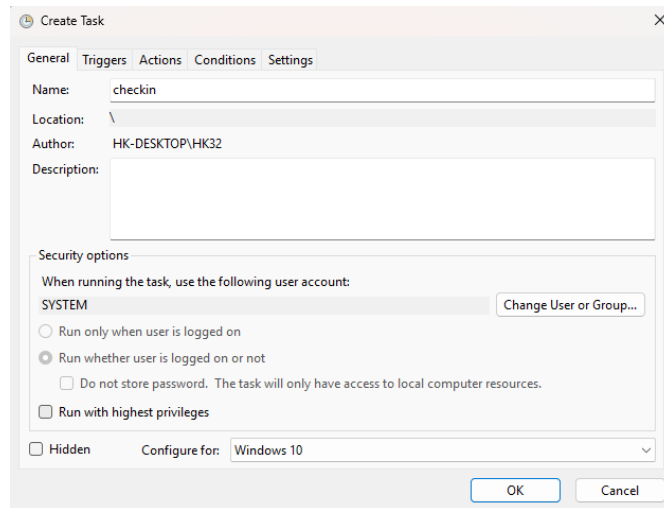 Create Task
General Triggers Actions Conditions Settings
Name: checkin
Location: \
Author: HK-DESKTOP\HK32
Description:
Security options
When running the task, use the following user account:
SYSTEM Change User or Group...
Run only when user is logged on
Run whether user is logged on or not
Do not store password. The task will only have access to local computer resources.
Run with highest privileges
Hidden Configure for: Windows 10
OK Cancel